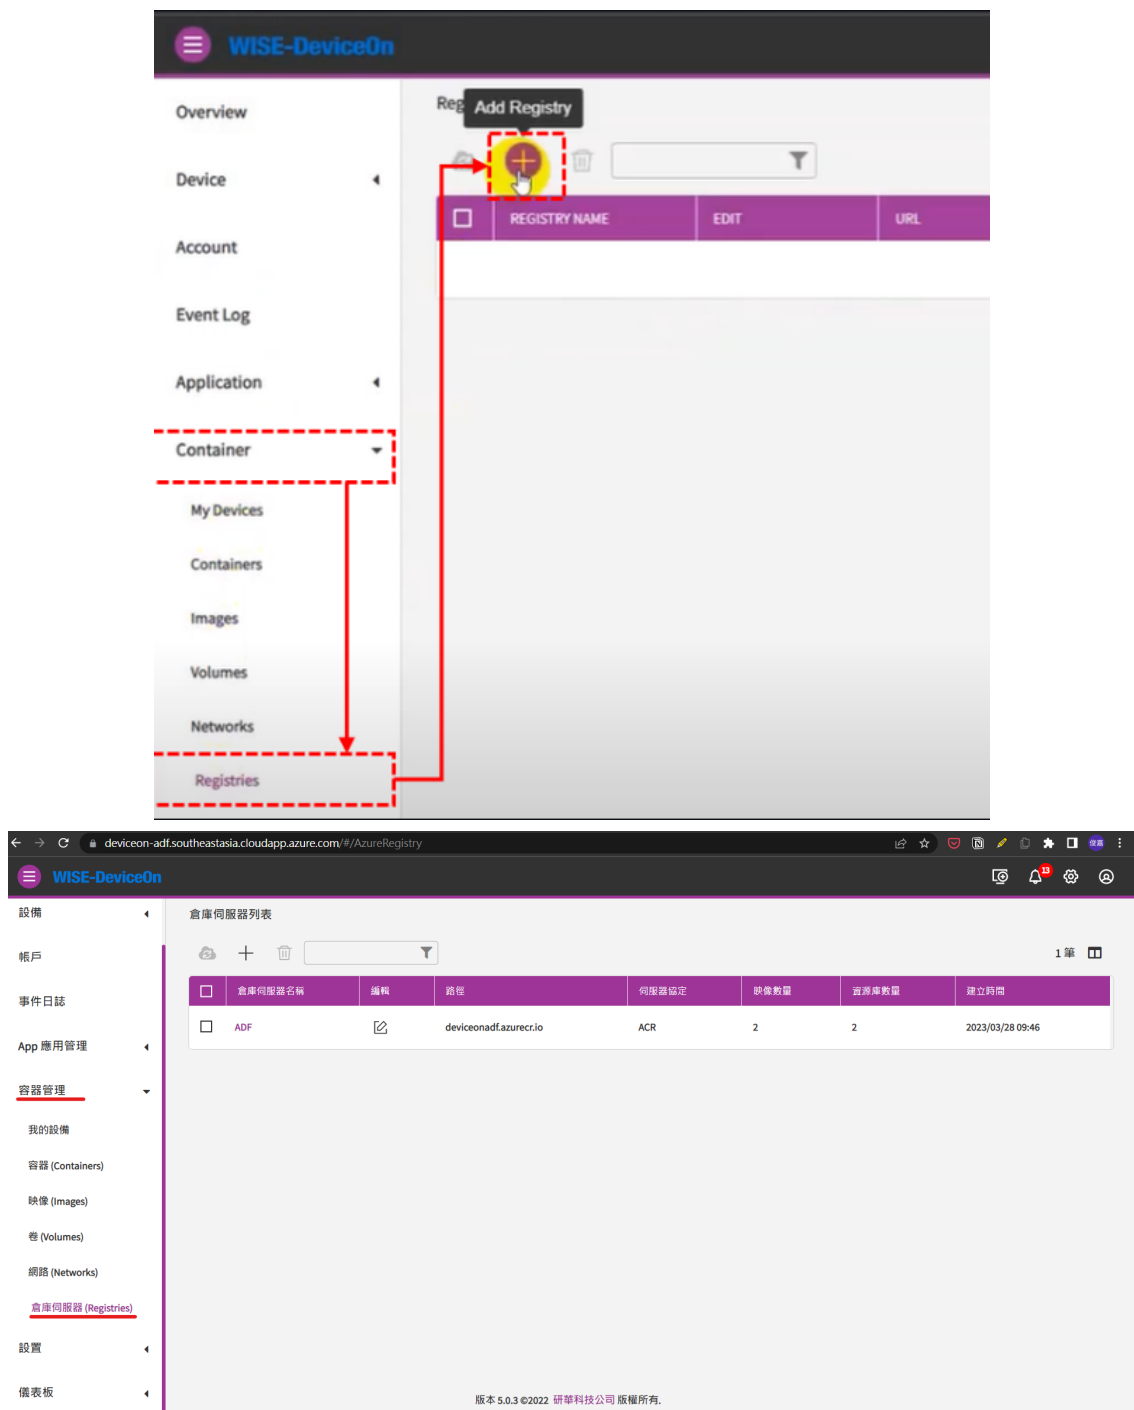 WISE-DeviceOn
Overview
Reg
Add Registry
Device
REGISTRY NAME
EDIT
URL
Account
Event Log
Application
Container
My Devices
Containers
Images
Volumes
Networks
Registries
deviceon-adf.southeastasia.cloudapp.azure.com/#/AzureRegistry
俊嘉
WISE-DeviceOn
13
設備
倉庫伺服器列表
帳戶
1 筆
倉庫伺服器名稱
編輯
路徑
伺服器協定
映像數量
資源庫數量
建立時間
事件日誌
ADF
deviceonadf.azurecr.io
ACR
2
2
2023/03/28 09:46
App 應用管理
容器管理
我的設備
容器 (Containers)
映像 (Images)
卷 (Volumes)
網路 (Networks)
倉庫伺服器 (Registries)
設置
儀表板
版本 5.0.3 ©2022 研華科技公司 版權所有.